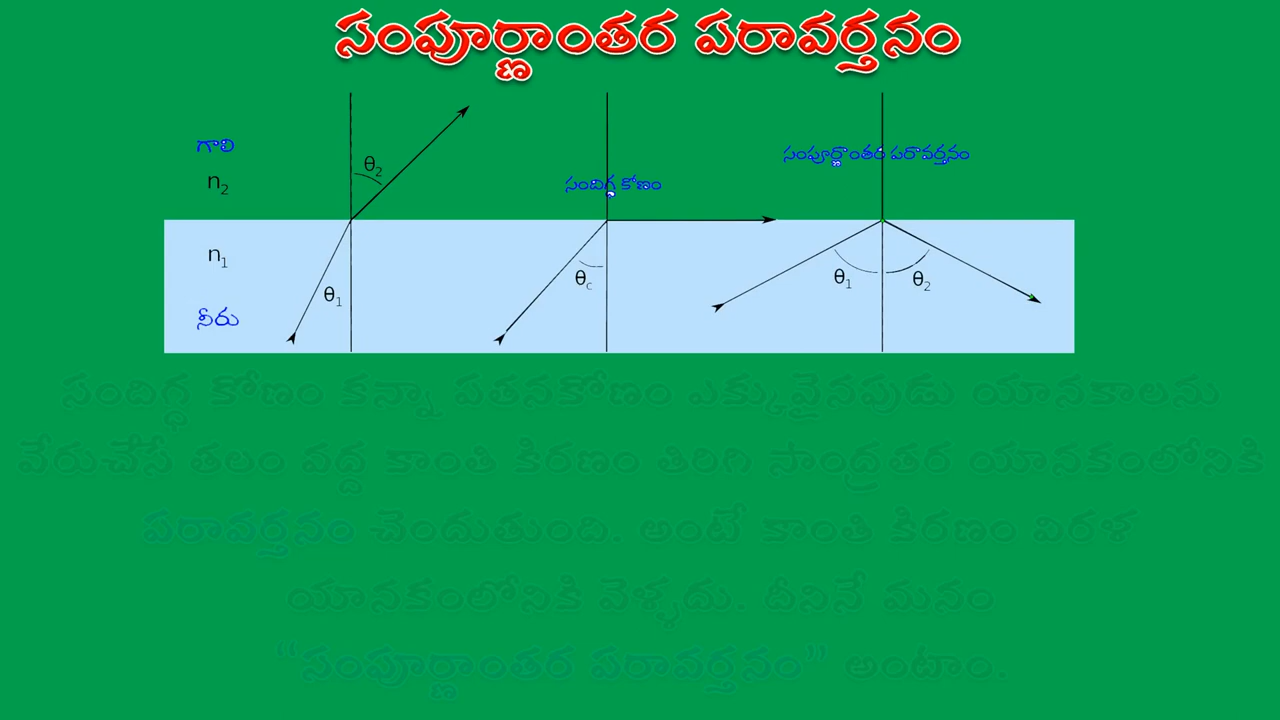 సంపూర్ణాంతర పరావర్తనం
గాలి
n2
θ2
సందిగ్ధ కోణం
సంపూర్ణాంతర పరావర్తనం
n1
θ1
θc
θ1
θ2
నీరు
సందిగ్ధ కోణం కన్నా పతనకోణం ఎక్కువైనపుడు యానకాలను
వేరుచేసే తలం వద్ద కాంతి కిరణం తిరిగి సాంద్రతర యానకంలోనికి
పరావర్తనం చెందుతుంది. అంటే కాంతి కిరణం విరళ
యానకంలోనికి వెళ్ళదు. దీనినే మనం
“సంపూర్ణాంతర పరావర్తనం” అంటాం.